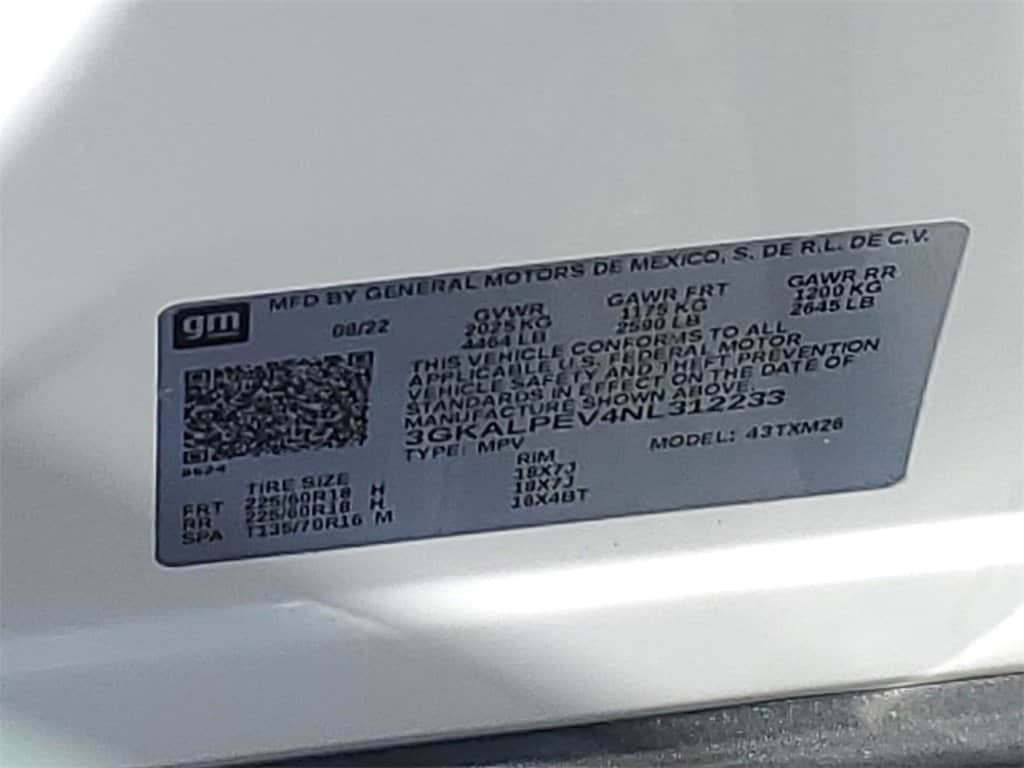 gm
MFD BY GENERAL MOTORS DE MEXICO, S. DE R.L. DE C.V.
08/22
GVWR
2025 KG
4464 LB
GAWR FRT
1175 KG
2590 LB
GAWR RR
1200 KG
2645 LB
THIS VEHICLE CONFORMS TO ALL
APPLICABLE U.S. FEDERAL MOTOR
VEHICLE SAFETY AND THEFT PREVENTION
STANDARDS IN EFFECT ON THE DATE OF
MANUFACTURE SHOWN ABOVE.
3GKALPEV4NL312233
TYPE: MPV
MODEL: 43TXM26
TIRE SIZE
RIM
FRT 225/60R18 H 18X7J
RR 225/60R18 H 18X7J
SPA T135/70R16 M 16X4BT